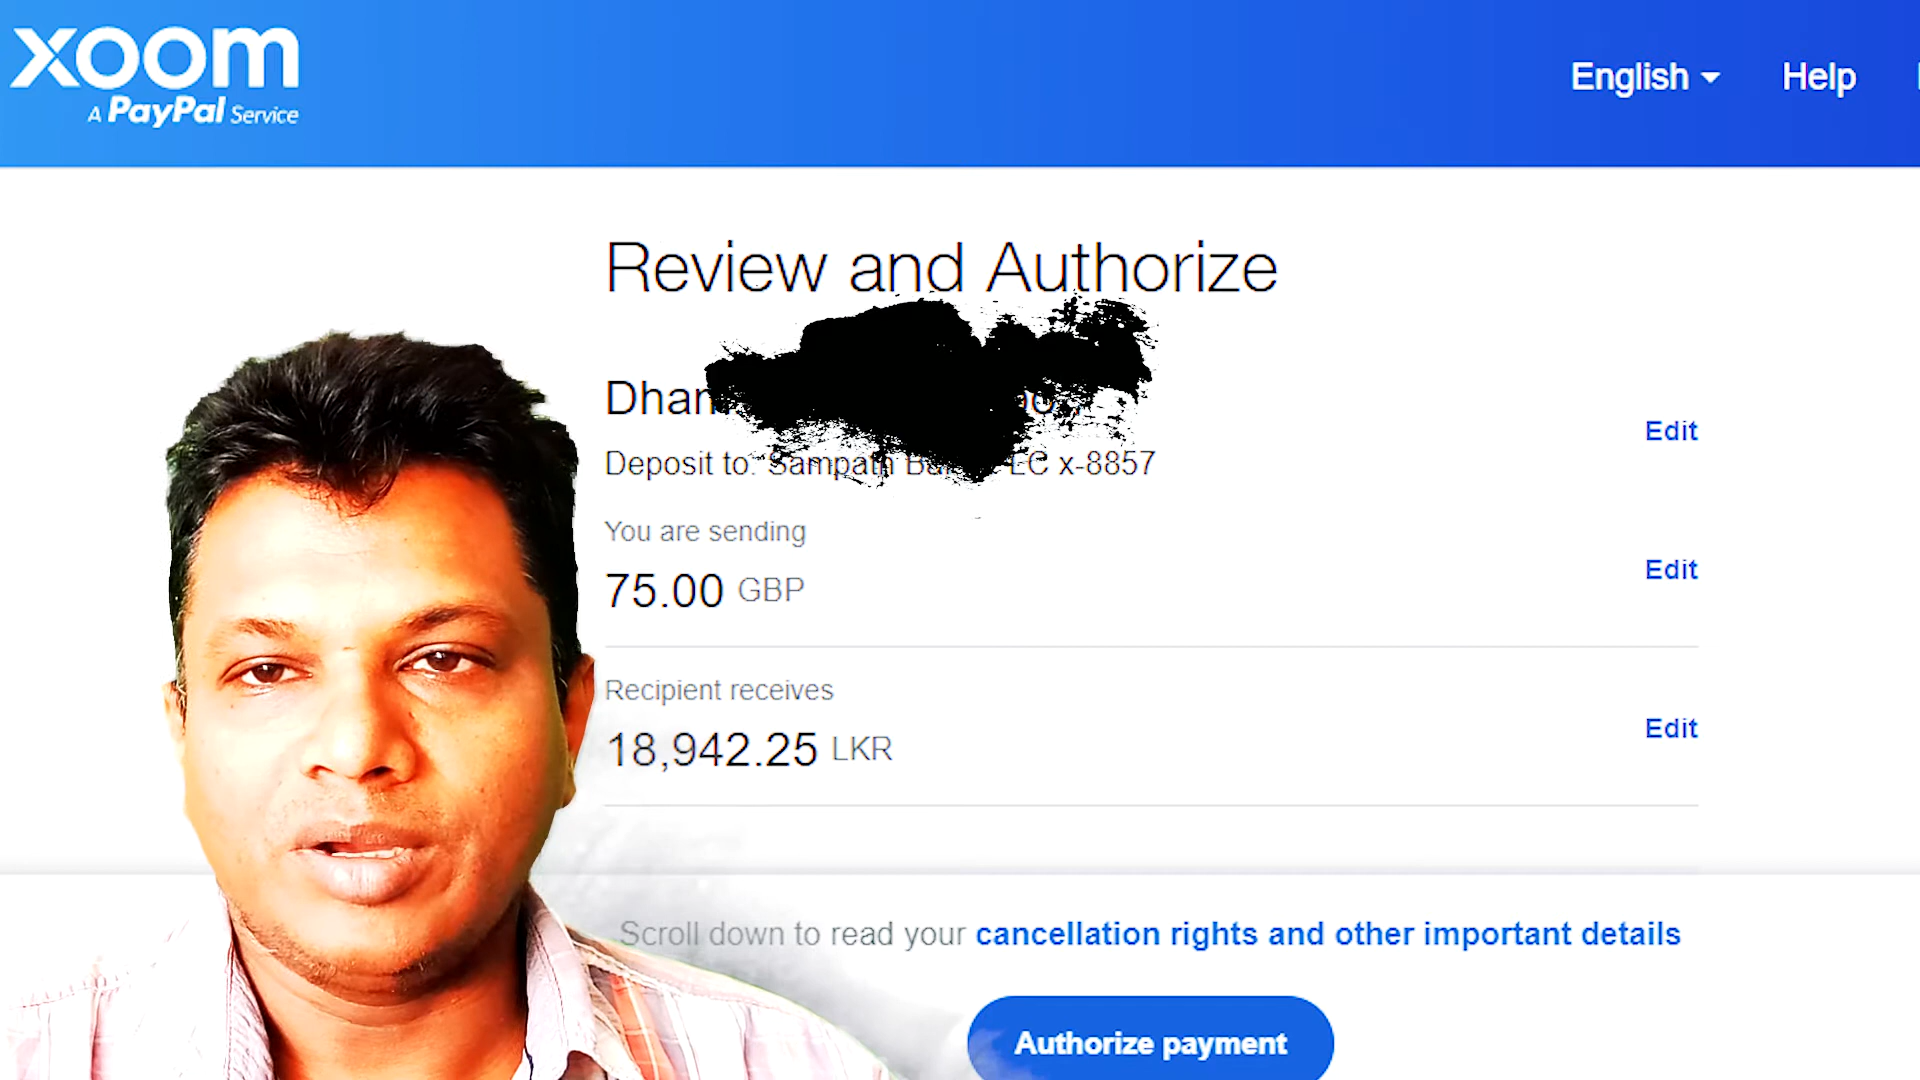 xoom
A PayPal Service
English
Help
Review and Authorize
Deposit to: Sampath x-8857
Edit
You are sending
75.00 GBP
Edit
Recipient receives
18,942.25 LKR
Edit
Scroll down to read your cancellation rights and other important details
Authorize payment